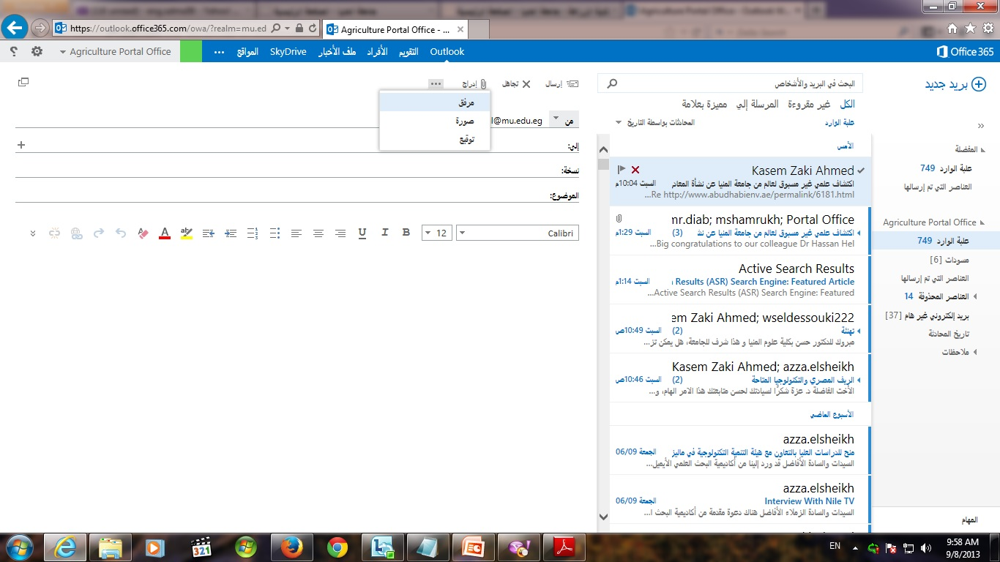 https://outlook.office365.com/owa/?realm=mu.ed
Agriculture Portal Office - ...
Office 365
Outlook
الأفراد
التقويم
ملف الأخبار
SkyDrive
المواقع
•••
Agriculture Portal Office
؟
بريد جديد
البحث في البريد والأشخاص
الكل غير مقروءة المرسلة إلي مميزة بعلامة
علبة الوارد
المحادثات بواسطة التاريخ
المفضلة
علبة الوارد 749
العناصر التي تم إرسالها
Agriculture Portal Office
علبة الوارد 749
مسودات [6]
العناصر التي تم إرسالها
العناصر المحذوفة 14
بريد إلكتروني غير هام [37]
تاريخ المحادثة
ملاحظات
المهام
الأمس
Kasem Zaki Ahmed
اكتشاف علمي غير مسبوق لعالم من جامعة المنيا عن نشأة المعادن
السبت 10:04م
Re http://www.abudhabienv.ae/permalink/6181.html...
mr.diab; mshamrukh; Portal Office
اكتشاف علمي غير مسبوق لعالم من جامعة المنيا عن نش
(3)
السبت 1:29م
Big congratulations to our colleague Dr Hassan Hel...
Active Search Results
Results (ASR) Search Engine: Featured Article
السبت 1:14م
Active Search Results (ASR) Search Engine: Featured...
em Zaki Ahmed; wseldessouki222
تهنئة
(2)
السبت 10:49ص
مبروك للدكتور حسن بكلية علوم المنيا و هذا شرف للجامعة، هل يمكن تز...
Kasem Zaki Ahmed; azza.elsheikh
الريف المصري والتكنولوجيا المتاحة
(2)
السبت 10:46ص
الأخت الفاضلة د. عزة شكرًا لسيادتك لحسن متابعتك هذا الامر الهام، و...
الأسبوع الماضي
azza.elsheikh
منح للدراسات العليا بالتعاون مع هيئة التنمية التكنولوجية في ماليز
الجمعة 06/09
السيدات والسادة الأفاضل قد ورد إلينا من أكاديمية البحث العلمي الأيميل...
azza.elsheikh
Interview With Nile TV
الجمعة 06/09
السيدات والسادة الزملاء الأفاضل هناك دعوة مقدمة من أكاديمية البحث ا...
إرسال
تجاهل
إدراج
•••
مرفق
صورة
توقيع
من
l@mu.edu.eg
إلى:
نسخة:
الموضوع:
Calibri
12
B I U
A
EN
9:58 AM
9/8/2013